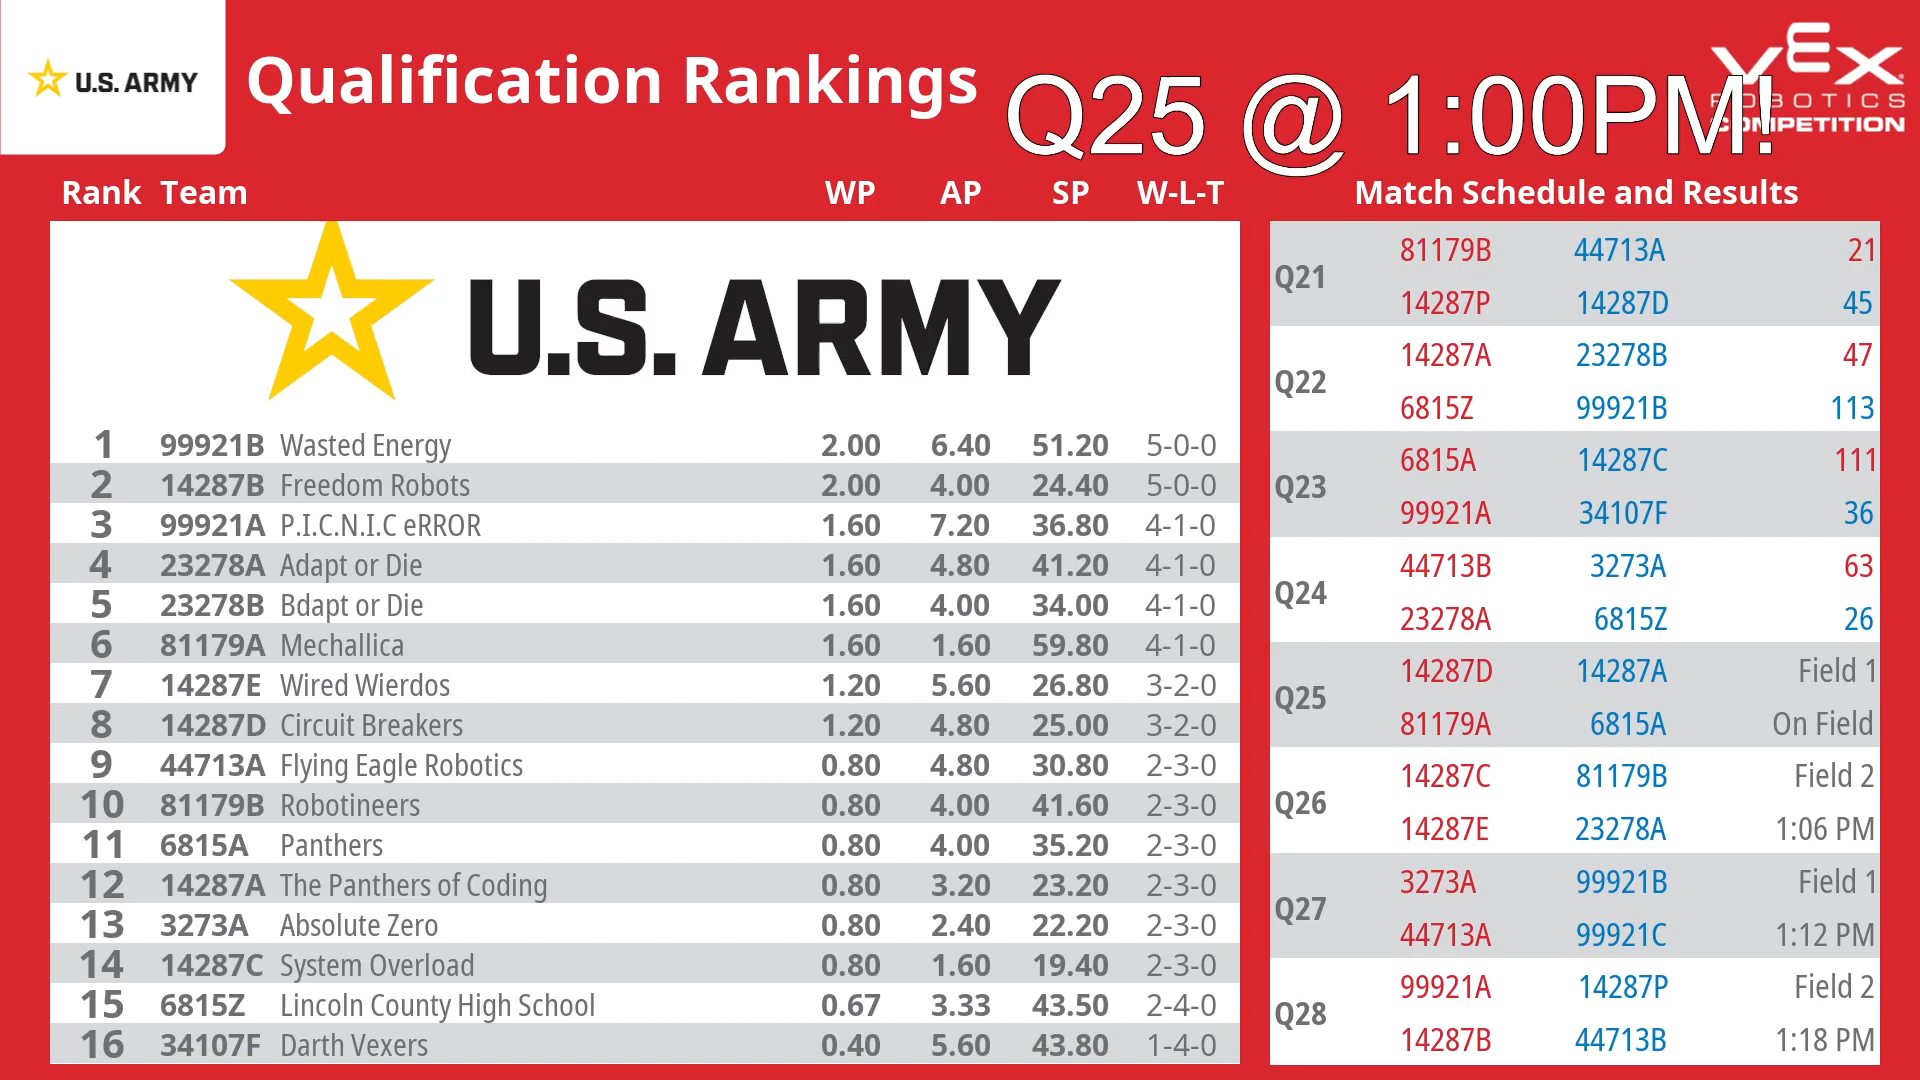 U.S. ARMY
Qualification Rankings
Q25 @ 1:00PM!
VEX
ROBOTICS
COMPETITION
Rank Team WP AP SP W-L-T
U.S. ARMY
1 99921B Wasted Energy 2.00 6.40 51.20 5-0-0
2 14287B Freedom Robots 2.00 4.00 24.40 5-0-0
3 99921A P.I.C.N.I.C eRROR 1.60 7.20 36.80 4-1-0
4 23278A Adapt or Die 1.60 4.80 41.20 4-1-0
5 23278B Bdapt or Die 1.60 4.00 34.00 4-1-0
6 81179A Mechallica 1.60 1.60 59.80 4-1-0
7 14287E Wired Wierdos 1.20 5.60 26.80 3-2-0
8 14287D Circuit Breakers 1.20 4.80 25.00 3-2-0
9 44713A Flying Eagle Robotics 0.80 4.80 30.80 2-3-0
10 81179B Robotineers 0.80 4.00 41.60 2-3-0
11 6815A Panthers 0.80 4.00 35.20 2-3-0
12 14287A The Panthers of Coding 0.80 3.20 23.20 2-3-0
13 3273A Absolute Zero 0.80 2.40 22.20 2-3-0
14 14287C System Overload 0.80 1.60 19.40 2-3-0
15 6815Z Lincoln County High School 0.67 3.33 43.50 2-4-0
16 34107F Darth Vexers 0.40 5.60 43.80 1-4-0
Match Schedule and Results
Q21
81179B 44713A 21
14287P 14287D 45
Q22
14287A 23278B 47
6815Z 99921B 113
Q23
6815A 14287C 111
99921A 34107F 36
Q24
44713B 3273A 63
23278A 6815Z 26
Q25
14287D 14287A Field 1
81179A 6815A On Field
Q26
14287C 81179B Field 2
14287E 23278A 1:06 PM
Q27
3273A 99921B Field 1
44713A 99921C 1:12 PM
Q28
99921A 14287P Field 2
14287B 44713B 1:18 PM